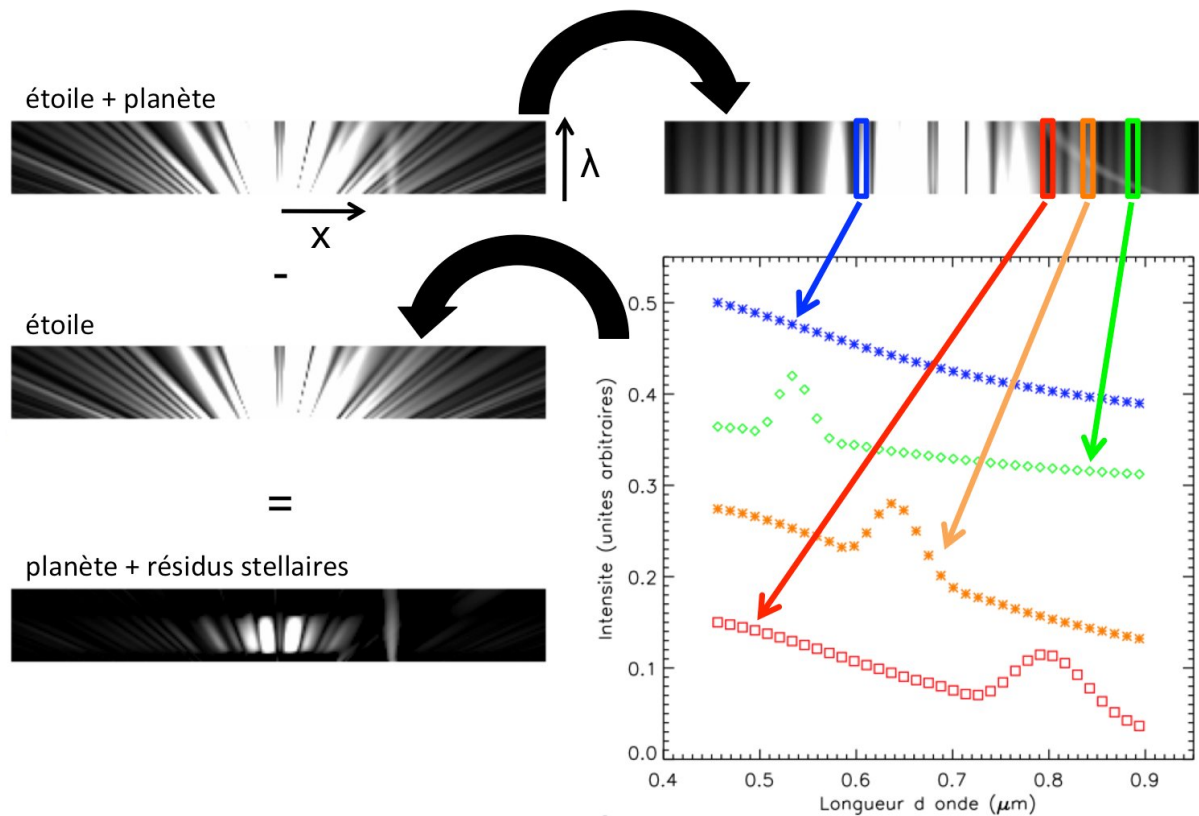 étoile + planète
λ
x
-
étoile
=
planète + résidus stellaires
Intensite (unites arbitraires)
0.5
0.4
0.3
0.2
0.1
0.0
0.4 0.5 0.6 0.7 0.8 0.9
Longueur d onde (μm)